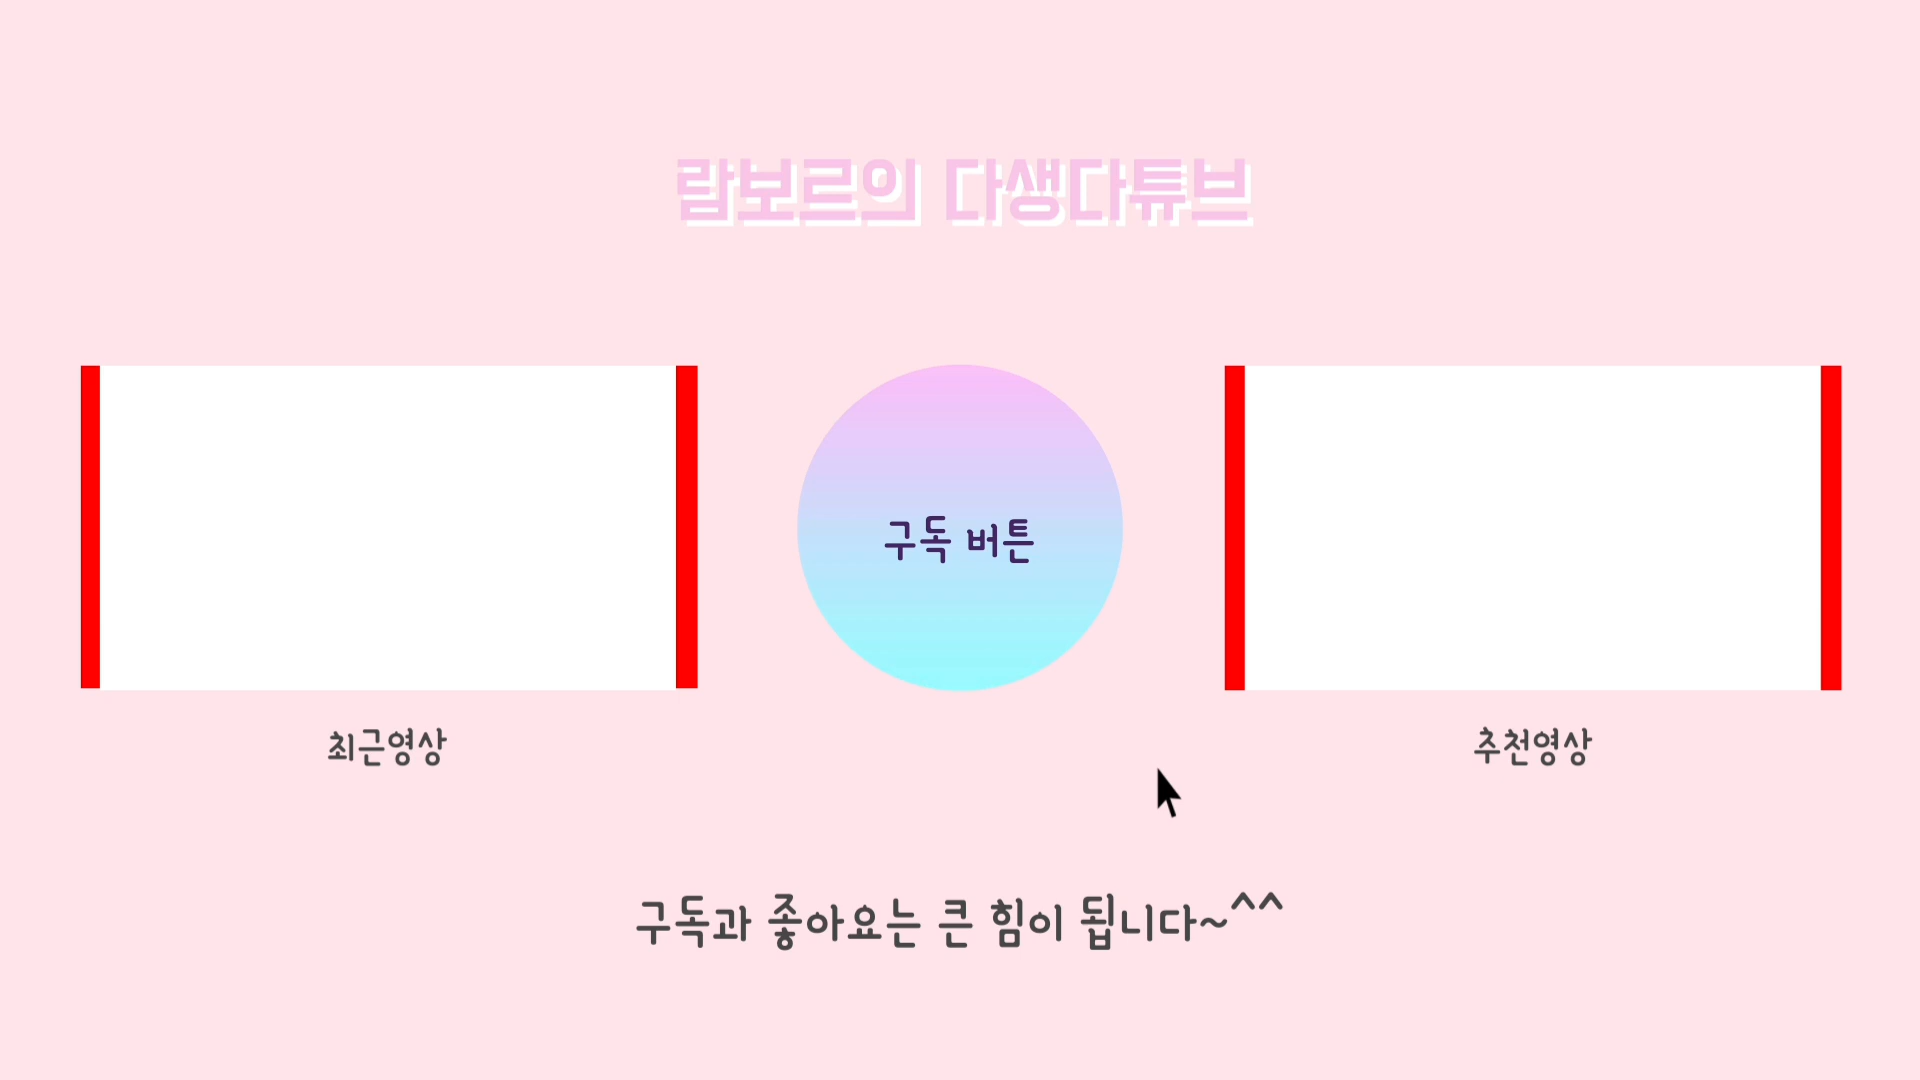 람보르의 다생다튜브
구독 버튼
최근영상
추천영상
구독과 좋아요는 큰 힘이 됩니다~^^